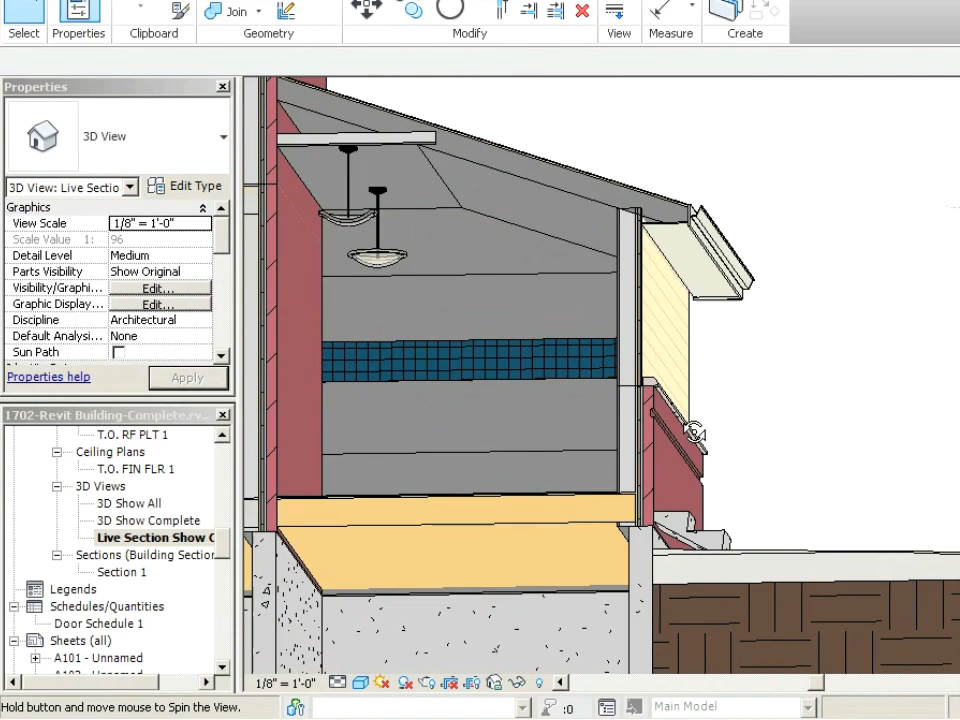 Join
Select Properties Clipboard Geometry Modify View Measure Create
Properties
3D View
3D View: Live Sectio Edit Type
Graphics
View Scale 1/8" = 1'-0"
Scale Value 1: 96
Detail Level Medium
Parts Visibility Show Original
Visibility/Graphi... Edit...
Graphic Display... Edit...
Discipline Architectural
Default Analysi... None
Sun Path
Properties help Apply
1702-Revit Building-Complete.rv...
T.O. RF PLT 1
Ceiling Plans
T.O. FIN FLR 1
3D Views
3D Show All
3D Show Complete
Live Section Show C
Sections (Building Section
Section 1
Legends
Schedules/Quantities
Door Schedule 1
Sheets (all)
A101 - Unnamed
1/8" = 1'-0"
Hold button and move mouse to Spin the View. :0 Main Model